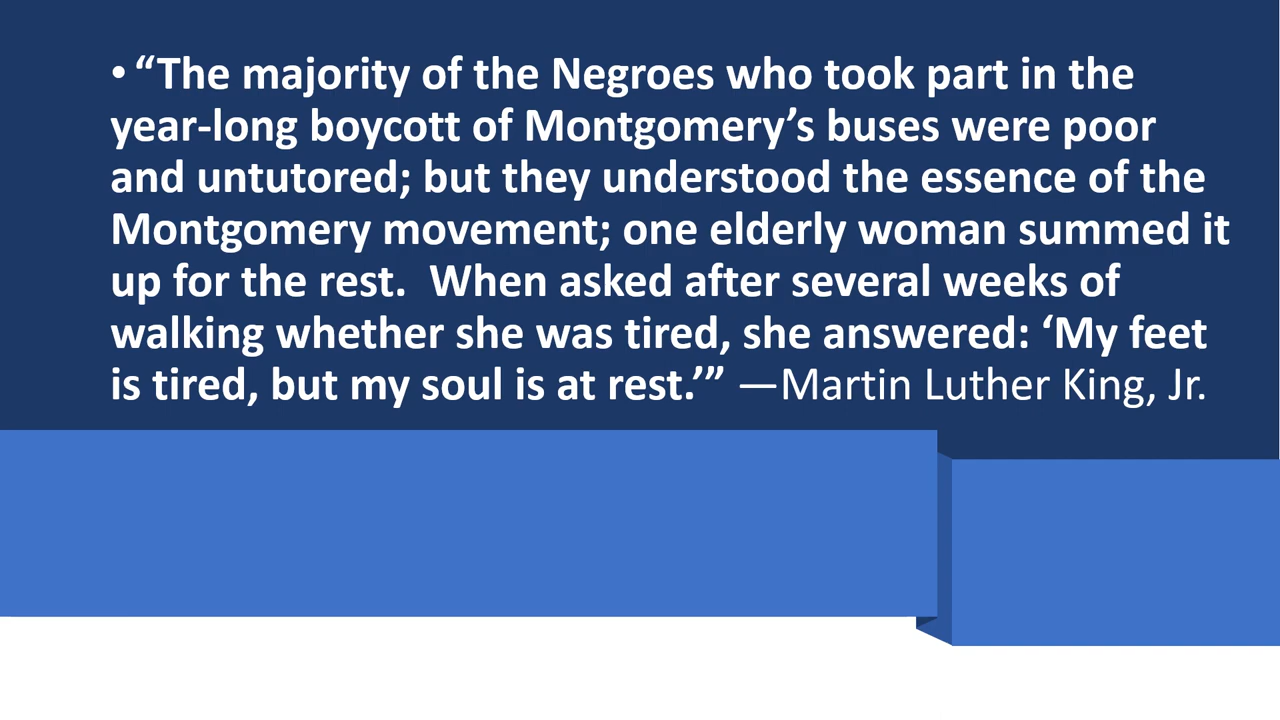 • “The majority of the Negroes who took part in the
year-long boycott of Montgomery’s buses were poor
and untutored; but they understood the essence of the
Montgomery movement; one elderly woman summed it
up for the rest.  When asked after several weeks of
walking whether she was tired, she answered: ‘My feet
is tired, but my soul is at rest.’” —Martin Luther King, Jr.